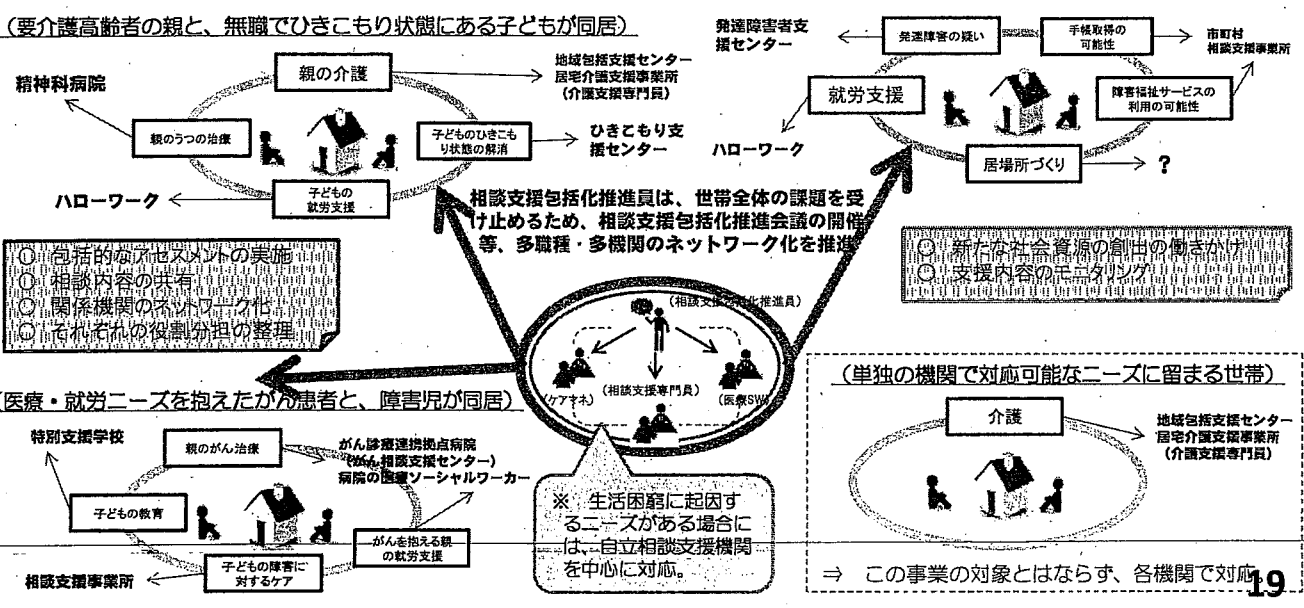 (要介護高齢者の親と、無職でひきこもり状態にある子どもが同居)
親の介護
地域包括支援センター
居宅介護支援事業所
(介護支援専門員)
精神科病院
親のうつの治療
子どものひきこも
り状態の解消
ひきこもり支
援センター
ハローワーク
子どもの
就労支援
発達障害者支
援センター
発達障害の疑い
手帳取得の
可能性
市町村
相談支援事業所
就労支援
障害福祉サービスの
利用の可能性
ハローワーク
居場所づくり
?
相談支援包括化推進員は、世帯全体の課題を受
け止めるため、相談支援包括化推進会議の開催
等、多職種・多機関のネットワーク化を推進
○ 包括的なアセスメントの実施
○ 相談内容の共有
○ 関係機関のネットワーク化
○ それぞれの役割分担の整理
○ 新たな社会資源の創出の働きかけ
○ 支援内容のモニタリング
(相談支援包括化推進員)
(ケアマネ)
(相談支援専門員)
(医療SW)
※ 生活困窮に起因す
るニーズがある場合に
は、自立相談支援機関
を中心に対応。
(医療・就労ニーズを抱えたがん患者と、障害児が同居)
特別支援学校
親のがん治療
がん診療連携拠点病院
(がん相談支援センター)
病院の医療ソーシャルワーカー
子どもの教育
がんを抱える親
の就労支援
子どもの障害に
対するケア
相談支援事業所
(単独の機関で対応可能なニーズに留まる世帯)
介護
地域包括支援センター
居宅介護支援事業所
(介護支援専門員)
⇒ この事業の対象とはならず、各機関で対応
19